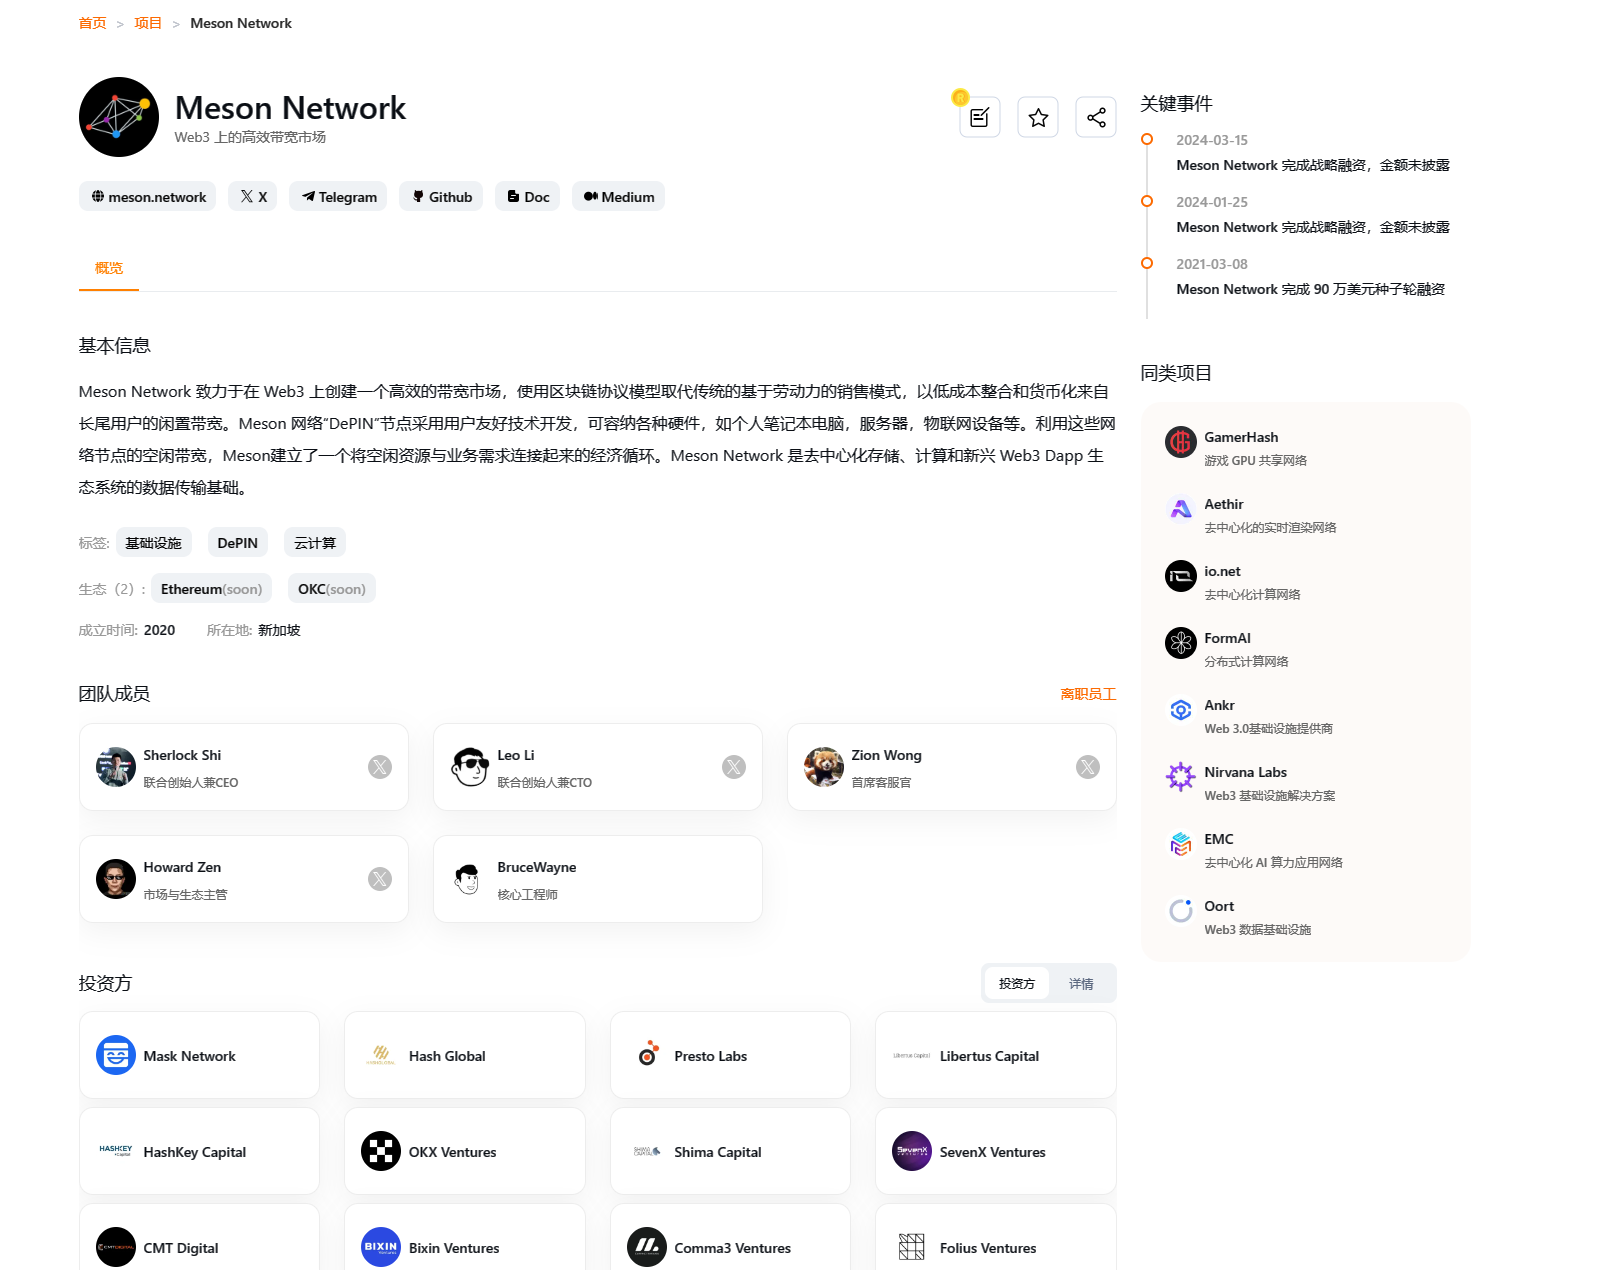 首页 > 项目 > Meson Network
Meson Network
Web3 上的高效带宽市场
meson.network
X
Telegram
Github
Doc
Medium
概览
基本信息
Meson Network 致力于在 Web3 上创建一个高效的带宽市场，使用区块链协议模型取代传统的基于劳动力的销售模式，以低成本整合和货币化来自
长尾用户的闲置带宽。Meson 网络“DePIN”节点采用用户友好技术开发，可容纳各种硬件，如个人笔记本电脑，服务器，物联网设备等。利用这些网
络节点的空闲带宽，Meson建立了一个将空闲资源与业务需求连接起来的经济循环。Meson Network 是去中心化存储、计算和新兴 Web3 Dapp 生
态系统的数据传输基础。
标签: 基础设施 DePIN 云计算
生态（2）: Ethereum(soon) OKC(soon)
成立时间: 2020 所在地: 新加坡
团队成员
离职员工
Sherlock Shi
联合创始人兼CEO
Leo Li
联合创始人兼CTO
Zion Wong
首席客服官
Howard Zen
市场与生态主管
BruceWayne
核心工程师
投资方
投资方 详情
Mask Network
Hash Global
Presto Labs
Libertus Capital
Libertus Capital
HASHKEY
Capital
HashKey Capital
OKX Ventures
SHIMA
CAPITAL
Shima Capital
SevenX
VENTURES
SevenX Ventures
CMTDIGITAL
CMT Digital
BIXIN
Bixin Ventures
Comma3 Ventures
Folius Ventures
关键事件
2024-03-15
Meson Network 完成战略融资，金额未披露
2024-01-25
Meson Network 完成战略融资，金额未披露
2021-03-08
Meson Network 完成 90 万美元种子轮融资
同类项目
GamerHash
游戏 GPU 共享网络
Aethir
去中心化的实时渲染网络
io.net
去中心化计算网络
FormAI
分布式计算网络
Ankr
Web 3.0基础设施提供商
Nirvana Labs
Web3 基础设施解决方案
EMC
去中心化 AI 算力应用网络
Oort
Web3 数据基础设施